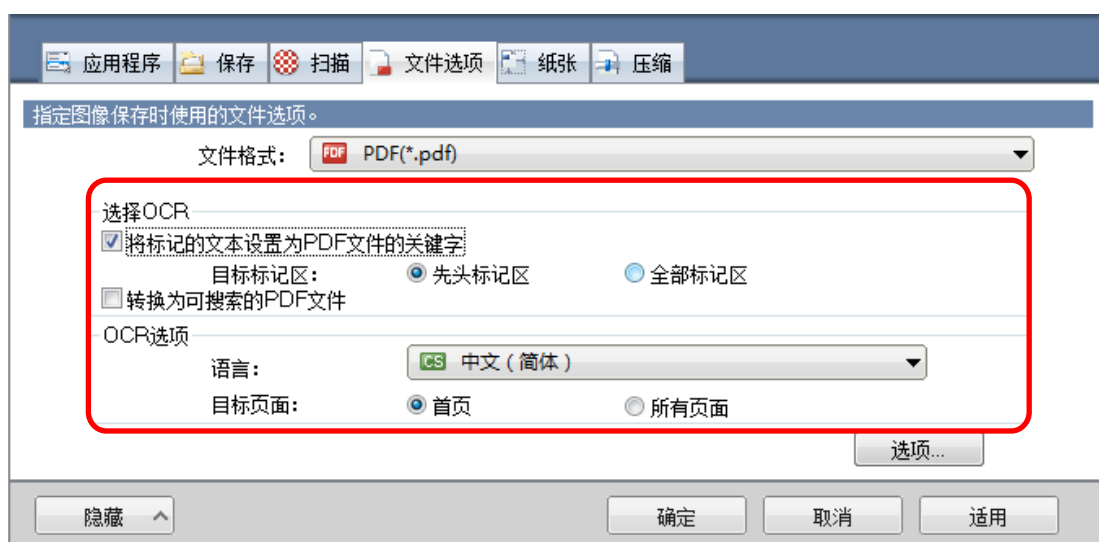 应用程序 保存 扫描 文件选项 纸张 压缩
指定图像保存时使用的文件选项。
文件格式： PDF PDF(*.pdf)
选择OCR
将标记的文本设置为PDF文件的关键字
目标标记区： 先头标记区 全部标记区
转换为可搜索的PDF文件
OCR选项
语言： CS 中文（简体）
目标页面： 首页 所有页面
选项...
隐藏 确定 取消 适用